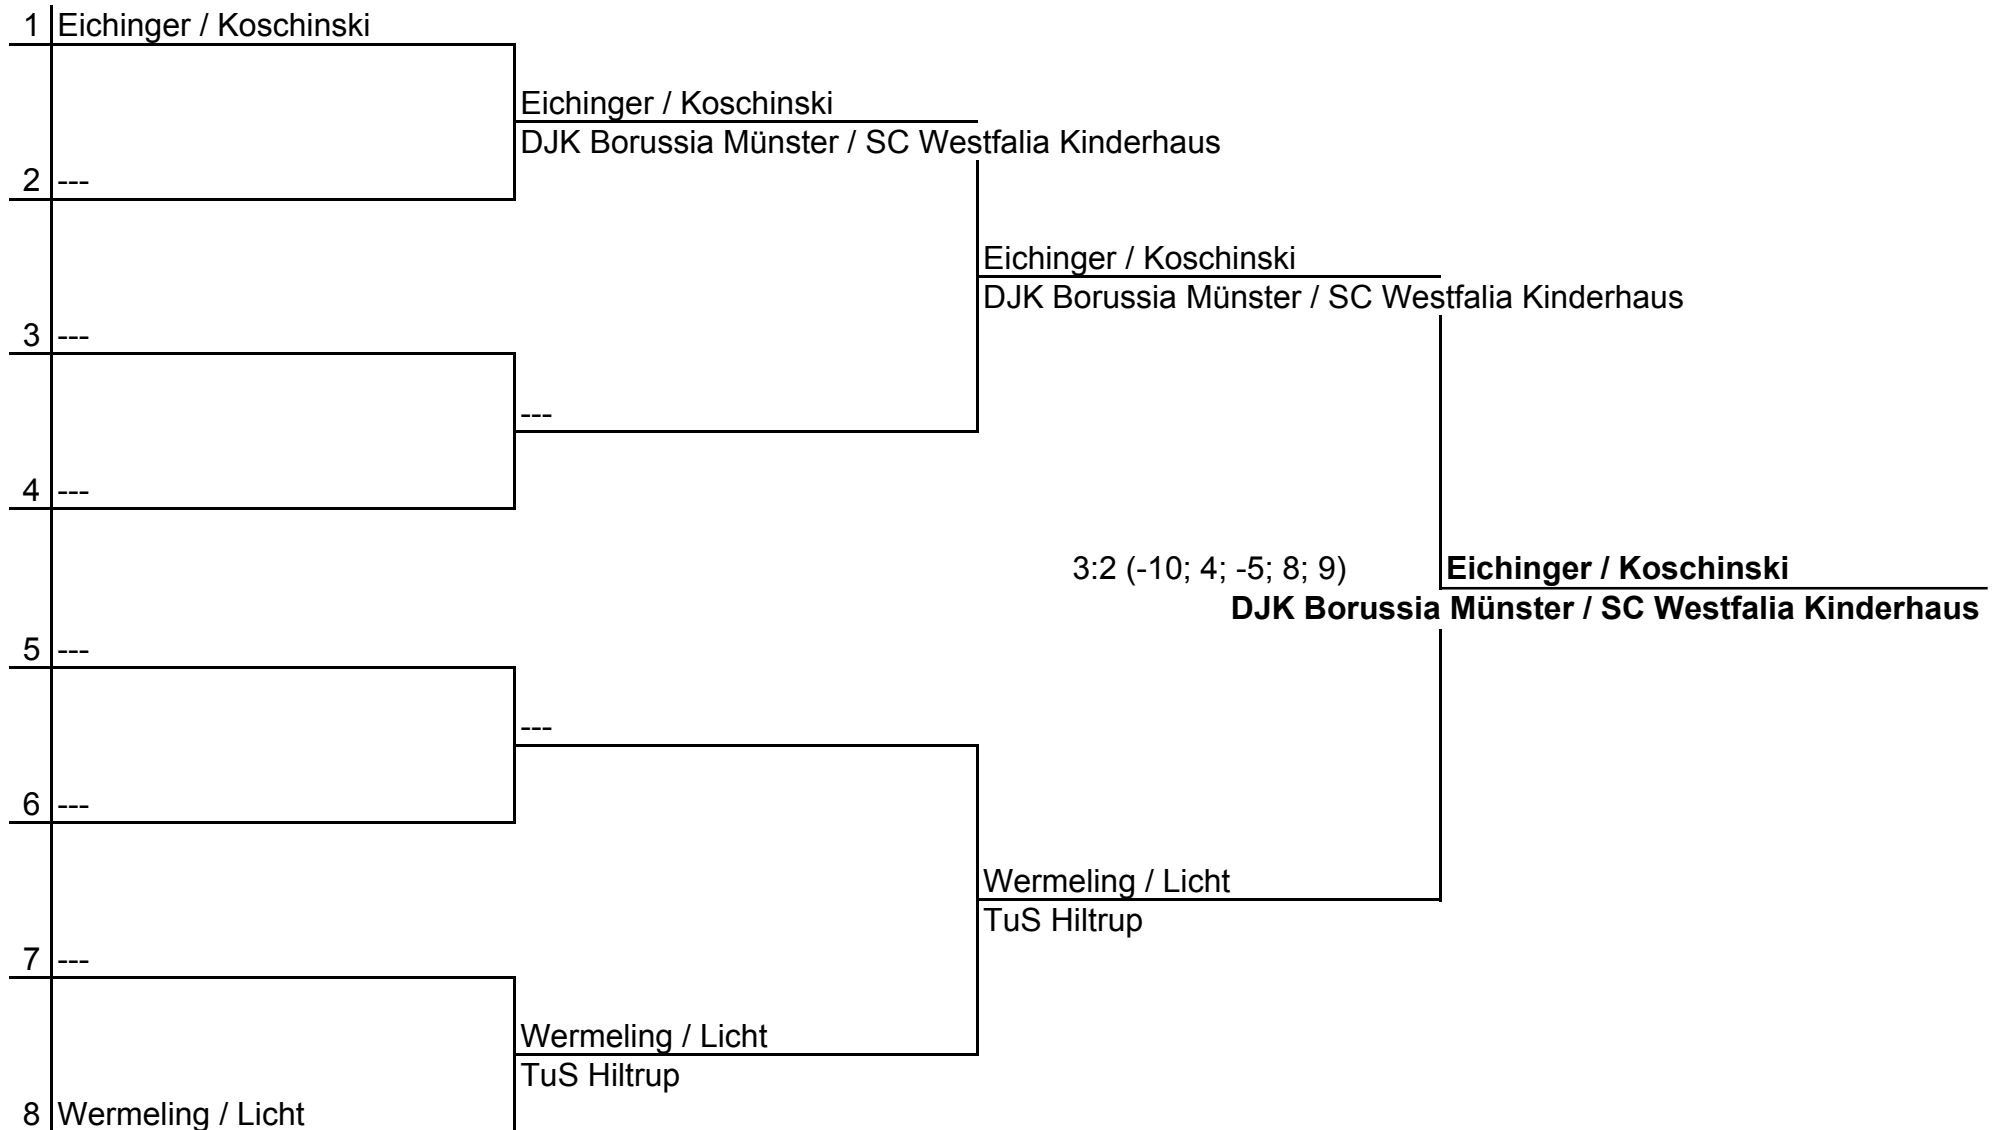 1 Eichinger / Koschinski
Eichinger / Koschinski
DJK Borussia Münster / SC Westfalia Kinderhaus
2 ---
Eichinger / Koschinski
DJK Borussia Münster / SC Westfalia Kinderhaus
3 ---
---
4 ---
3:2 (-10; 4; -5; 8; 9) Eichinger / Koschinski
DJK Borussia Münster / SC Westfalia Kinderhaus
5 ---
---
6 ---
Wermeling / Licht
TuS Hiltrup
7 ---
Wermeling / Licht
TuS Hiltrup
8 Wermeling / Licht